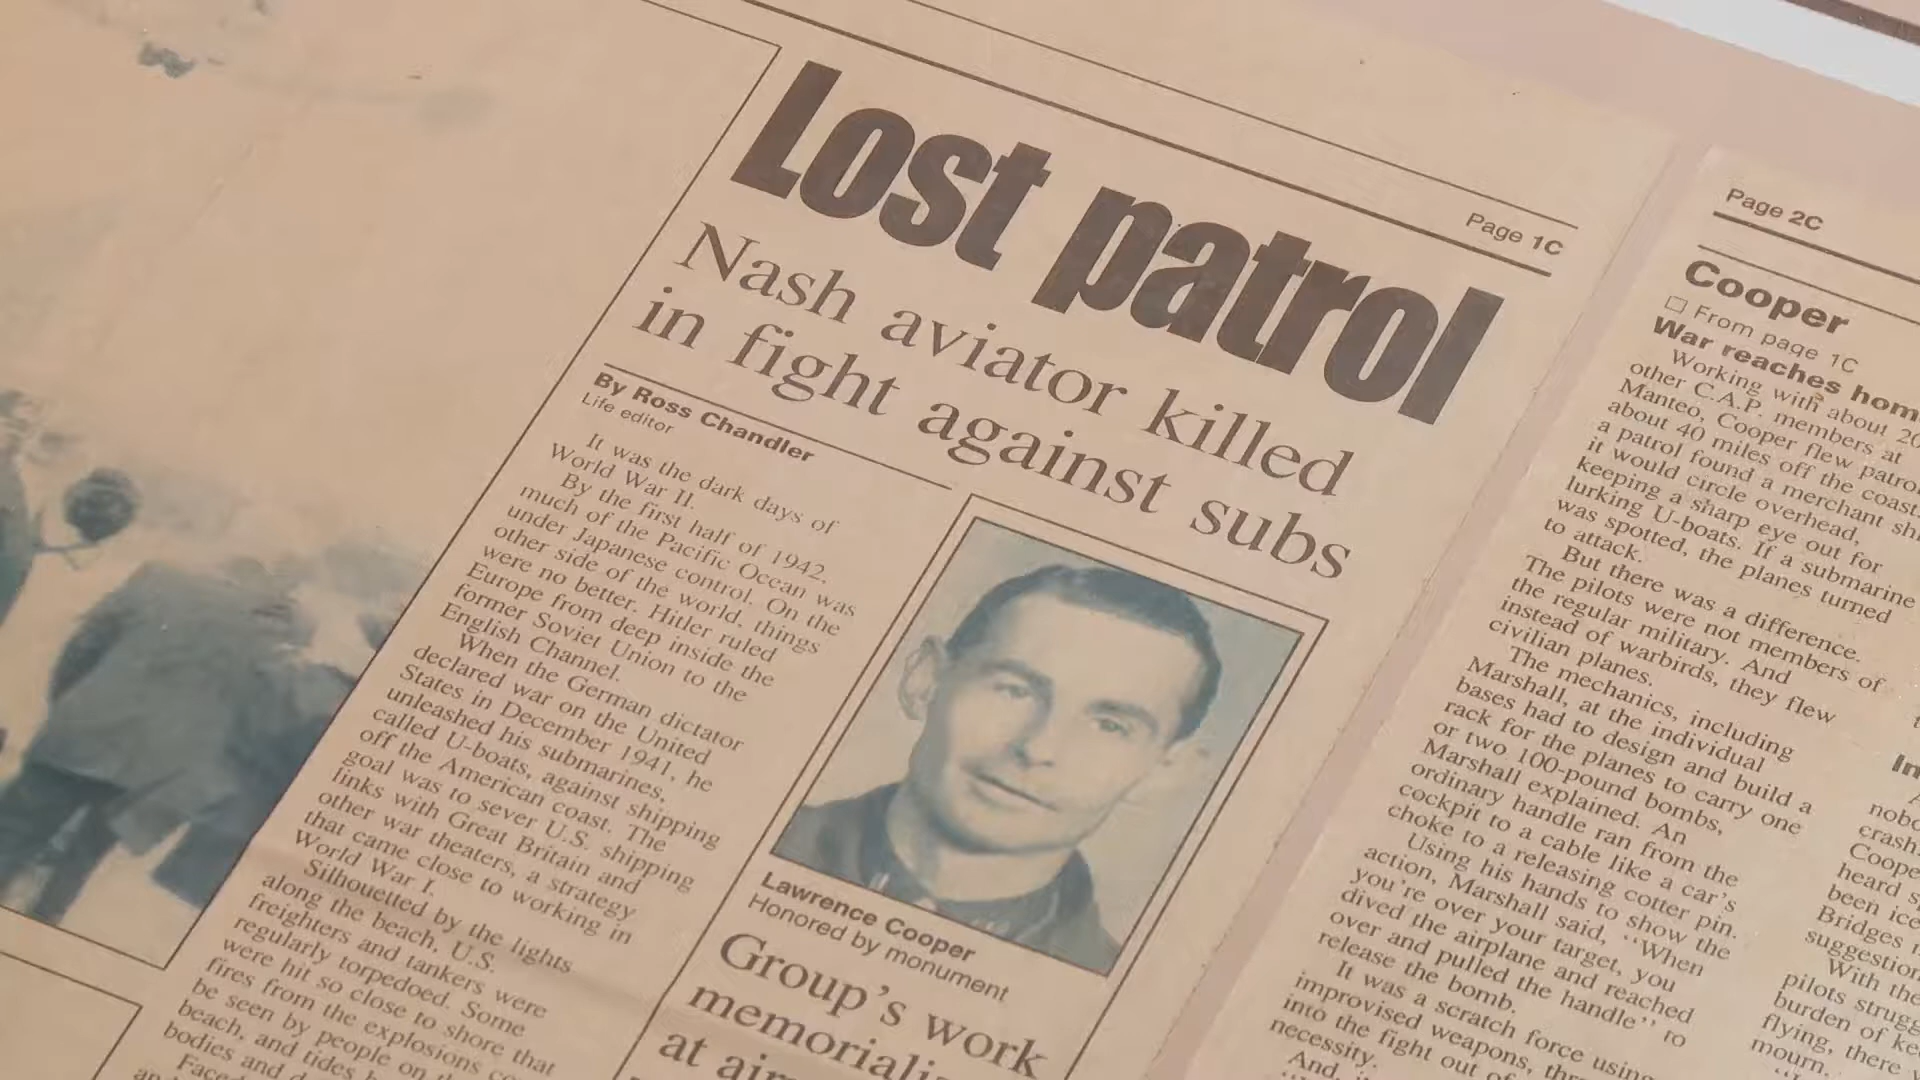 Page 1C
Lost patrol
Nash aviator killed
in fight against subs
By Ross Chandler
Life editor
It was the dark days of
World War II.
By the first half of 1942,
much of the Pacific Ocean was
under Japanese control. On the
other side of the world, things
were no better. Hitler ruled
Europe from deep inside the
former Soviet Union to the
English Channel.
When the German dictator
declared war on the United
States in December 1941, he
unleashed his submarines,
called U-boats, against shipping
off the American coast. The
goal was to sever U.S. shipping
links with Great Britain and
other war theaters, a strategy
that came close to working in
World War I.
Silhouetted by the lights
along the beach, U.S.
freighters and tankers were
regularly torpedoed. Some
were hit so close to shore that
fires from the explosions
be seen by people on
beach, and tides
bodies and
Lawrence Cooper
Honored by monument
Group's work
at
Page 2C
Cooper
□ From page 1C
War reaches
Working with about
other C.A.P. members at
Manteo, Cooper flew
about 40 miles off the coast.
a patrol found a merchant
it would circle overhead,
keeping a sharp eye out for
lurking U-boats. If a submarine
was spotted, the planes turned
to attack.
But there was a difference.
The pilots were not members of
the regular military. And
instead of warbirds, they flew
civilian planes.
The mechanics, including
Marshall, at the individual
bases had to design and build a
rack for the planes to carry one
or two 100-pound bombs,
Marshall explained. An
ordinary handle ran from the
cockpit to a cable like a car's
choke to a releasing cotter pin.
Using his hands to show the
action, Marshall said, "When
you're over your target, you
dived the airplane and reached
over and pulled the handle" to
release the bomb.
It was a scratch force using
improvised weapons,
into the fight out of
necessity.
And,
been
With the
pilots
burden of
flying, there
mourn.